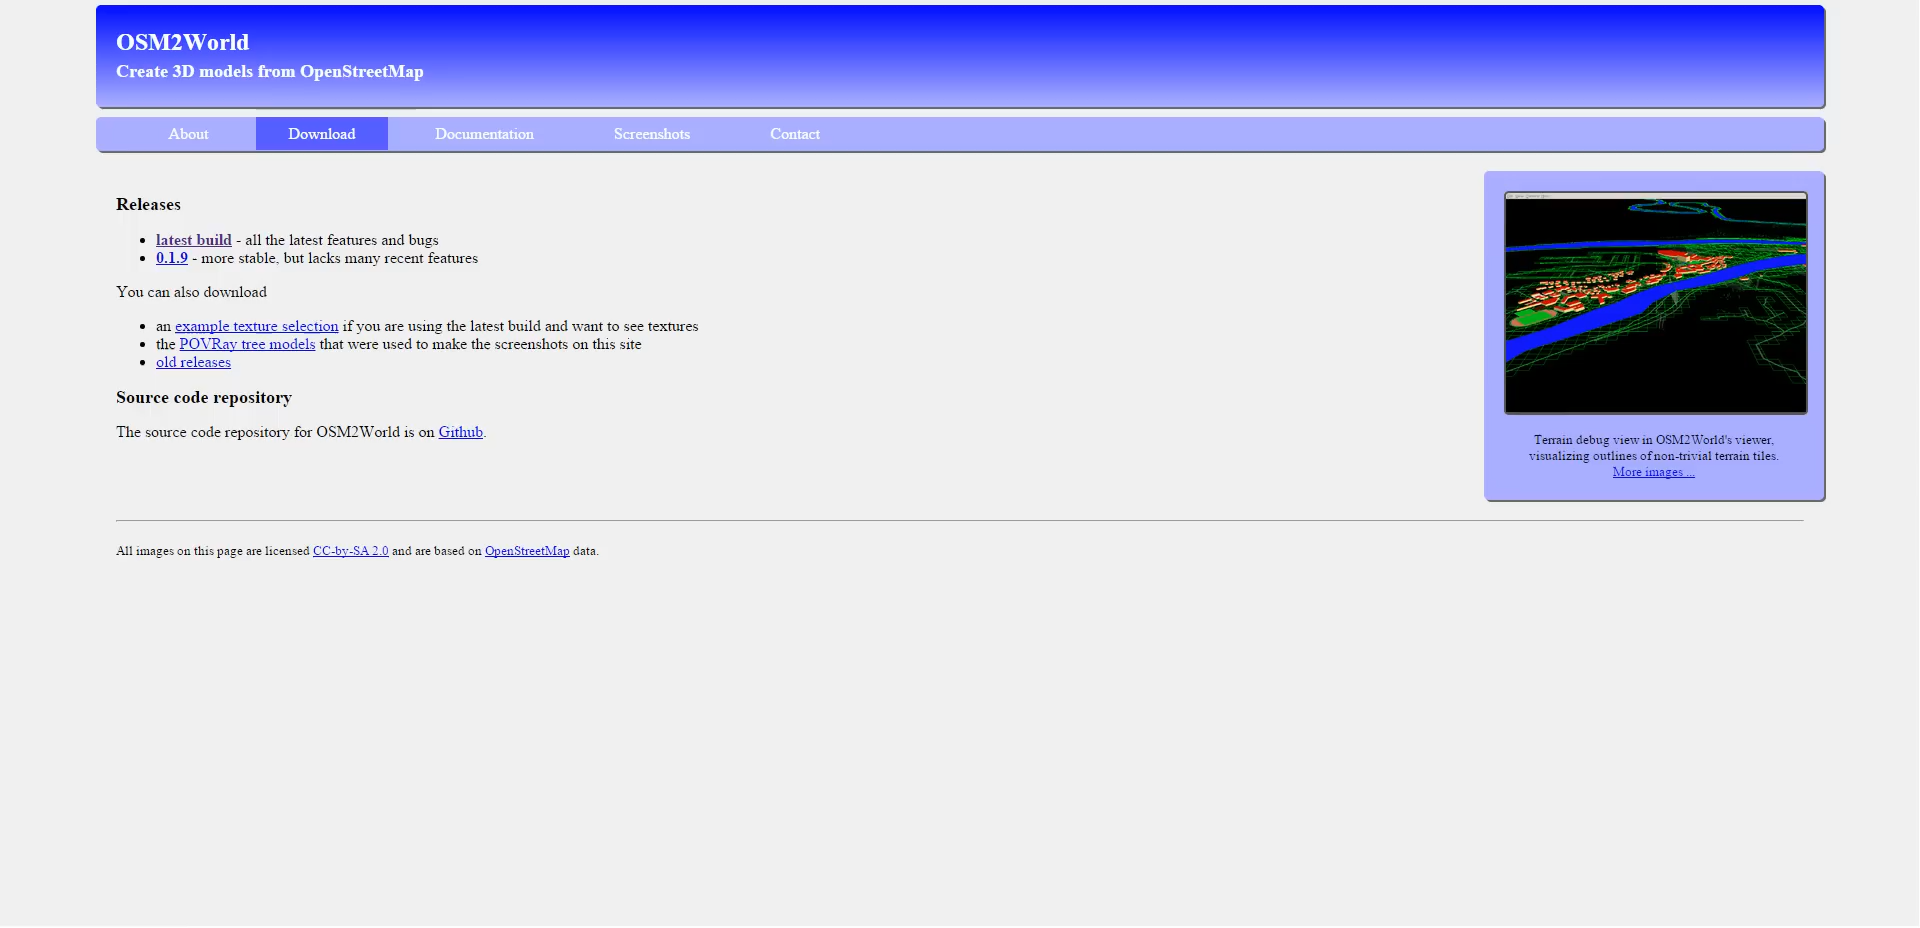 OSM2World
Create 3D models from OpenStreetMap
About Download Documentation Screenshots Contact
Releases
latest build - all the latest features and bugs
0.1.9 - more stable, but lacks many recent features
You can also download
an example texture selection if you are using the latest build and want to see textures
the POVRay tree models that were used to make the screenshots on this site
old releases
Source code repository
The source code repository for OSM2World is on Github.
Terrain debug view in OSM2World's viewer,
visualizing outlines of non-trivial terrain tiles.
More images ...
All images on this page are licensed CC-by-SA 2.0 and are based on OpenStreetMap data.